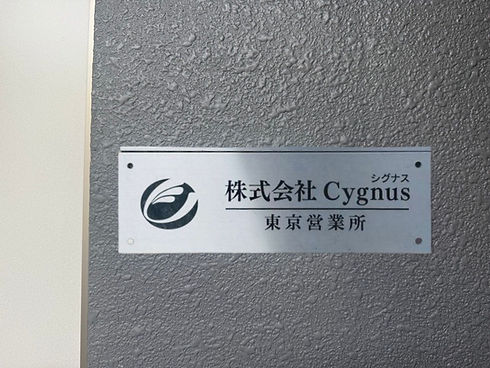 シグナス
株式会社 Cygnus
東京営業所